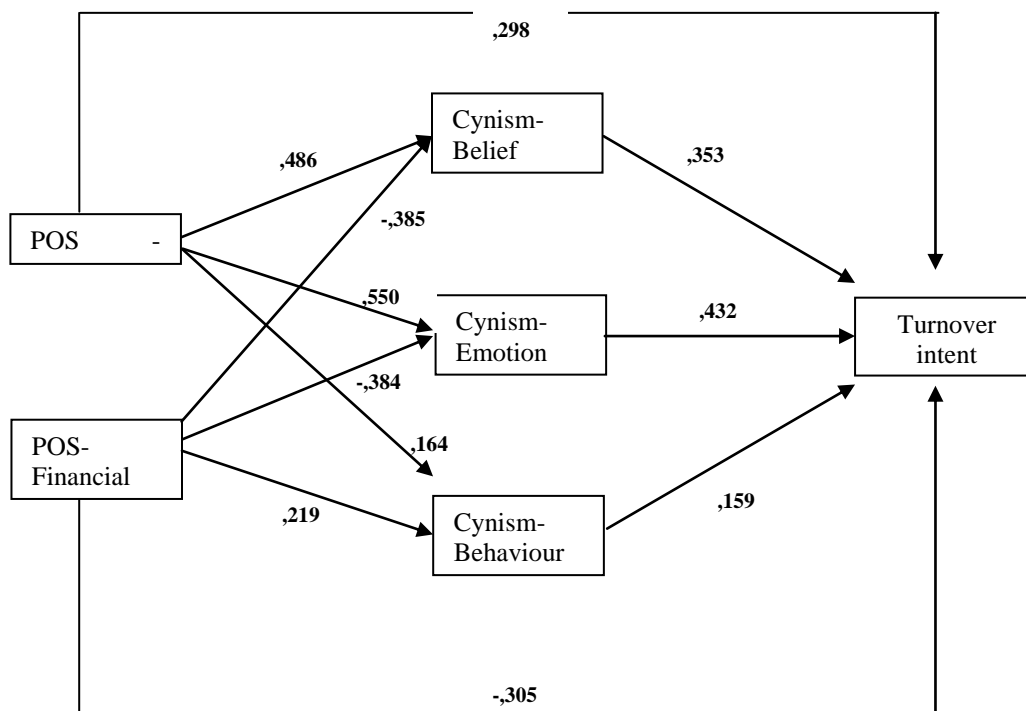 ,298
Cynism-
Belief
,486
,353
-,385
POS -
,550
Cynism-
Emotion
,432
Turnover
intent
-,384
POS-
Financial
,164
,219
Cynism-
Behaviour
,159
-,305